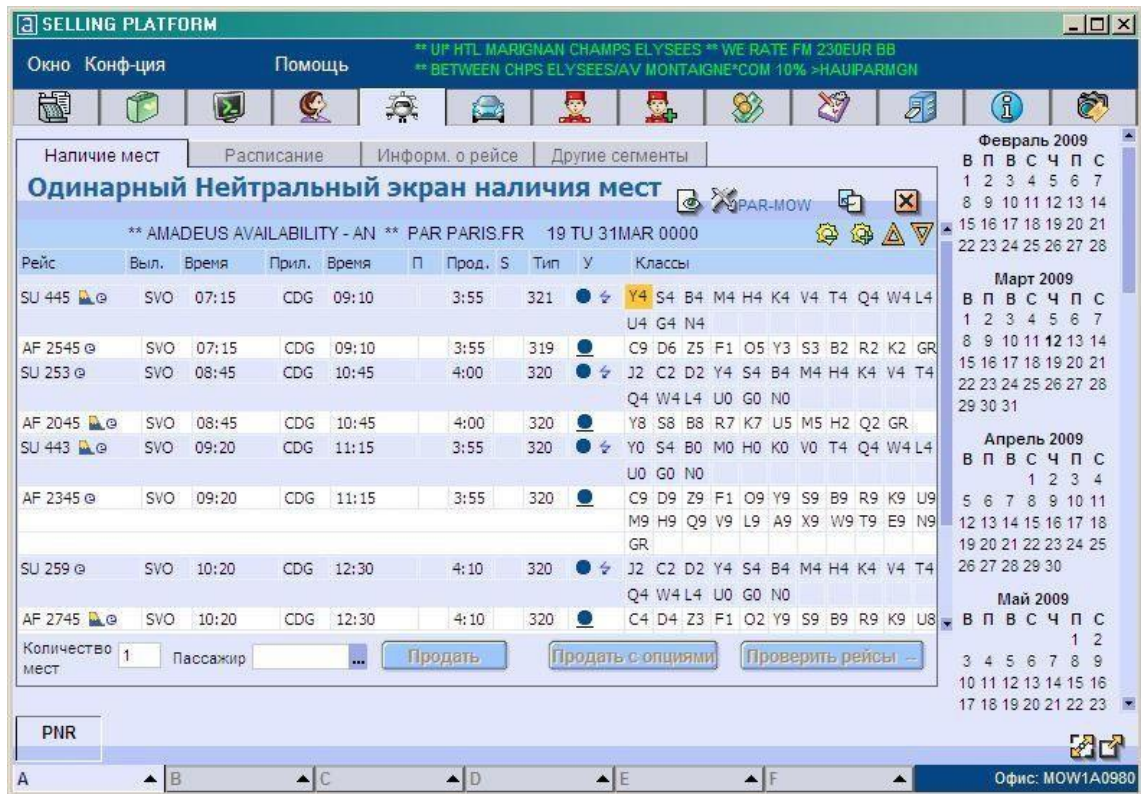 SELLING PLATFORM
Окно Конф-ция Помощь
** UI* HTL MARIGNAN CHAMPS ELYSEES ** WE RATE FM 230EUR BB
** BETWEEN CHPS ELYSEES/AV MONTAIGNE*COM 10% >HAUIPARMGN
Наличие мест Расписание Информ. о рейсе Другие сегменты
Одинарный Нейтральный экран наличия мест PAR-MOW
** AMADEUS AVAILABILITY - AN ** PAR PARIS.FR 19 TU 31MAR 0000
Рейс Выл. Время Прил. Время П Прод. S Тип У Классы
SU 445 SVO 07:15 CDG 09:10 3:55 321 Y4 S4 B4 M4 H4 K4 V4 T4 Q4 W4 L4
U4 G4 N4
AF 2545 SVO 07:15 CDG 09:10 3:55 319 C9 D6 Z5 F1 O5 Y3 S3 B2 R2 K2 GR
SU 253 SVO 08:45 CDG 10:45 4:00 320 J2 C2 D2 Y4 S4 B4 M4 H4 K4 V4 T4
Q4 W4 L4 U0 G0 N0
AF 2045 SVO 08:45 CDG 10:45 4:00 320 Y8 S8 B8 R7 K7 U5 M5 H2 Q2 GR
SU 443 SVO 09:20 CDG 11:15 3:55 320 Y0 S4 B0 M0 H0 K0 V0 T4 Q4 W4 L4
U0 G0 N0
AF 2345 SVO 09:20 CDG 11:15 3:55 320 C9 D9 Z9 F1 O9 Y9 S9 B9 R9 K9 U9
M9 H9 Q9 V9 L9 A9 X9 W9 T9 E9 N9
GR
SU 259 SVO 10:20 CDG 12:30 4:10 320 J2 C2 D2 Y4 S4 B4 M4 H4 K4 V4 T4
Q4 W4 L4 U0 G0 N0
AF 2745 SVO 10:20 CDG 12:30 4:10 320 C4 D4 Z3 F1 O2 Y9 S9 B9 R9 K9 U8
Количество мест 1 Пассажир ... Продать Продать с опциями Проверить рейсы --
Февраль 2009
В П В С Ч П С
1 2 3 4 5 6 7
8 9 10 11 12 13 14
15 16 17 18 19 20 21
22 23 24 25 26 27 28
Март 2009
В П В С Ч П С
1 2 3 4 5 6 7
8 9 10 11 12 13 14
15 16 17 18 19 20 21
22 23 24 25 26 27 28
29 30 31
Апрель 2009
В П В С Ч П С
1 2 3 4
5 6 7 8 9 10 11
12 13 14 15 16 17 18
19 20 21 22 23 24 25
26 27 28 29 30
Май 2009
В П В С Ч П С
1 2
3 4 5 6 7 8 9
10 11 12 13 14 15 16
17 18 19 20 21 22 23
PNR
A B C D E F Офис: MOW1A0980